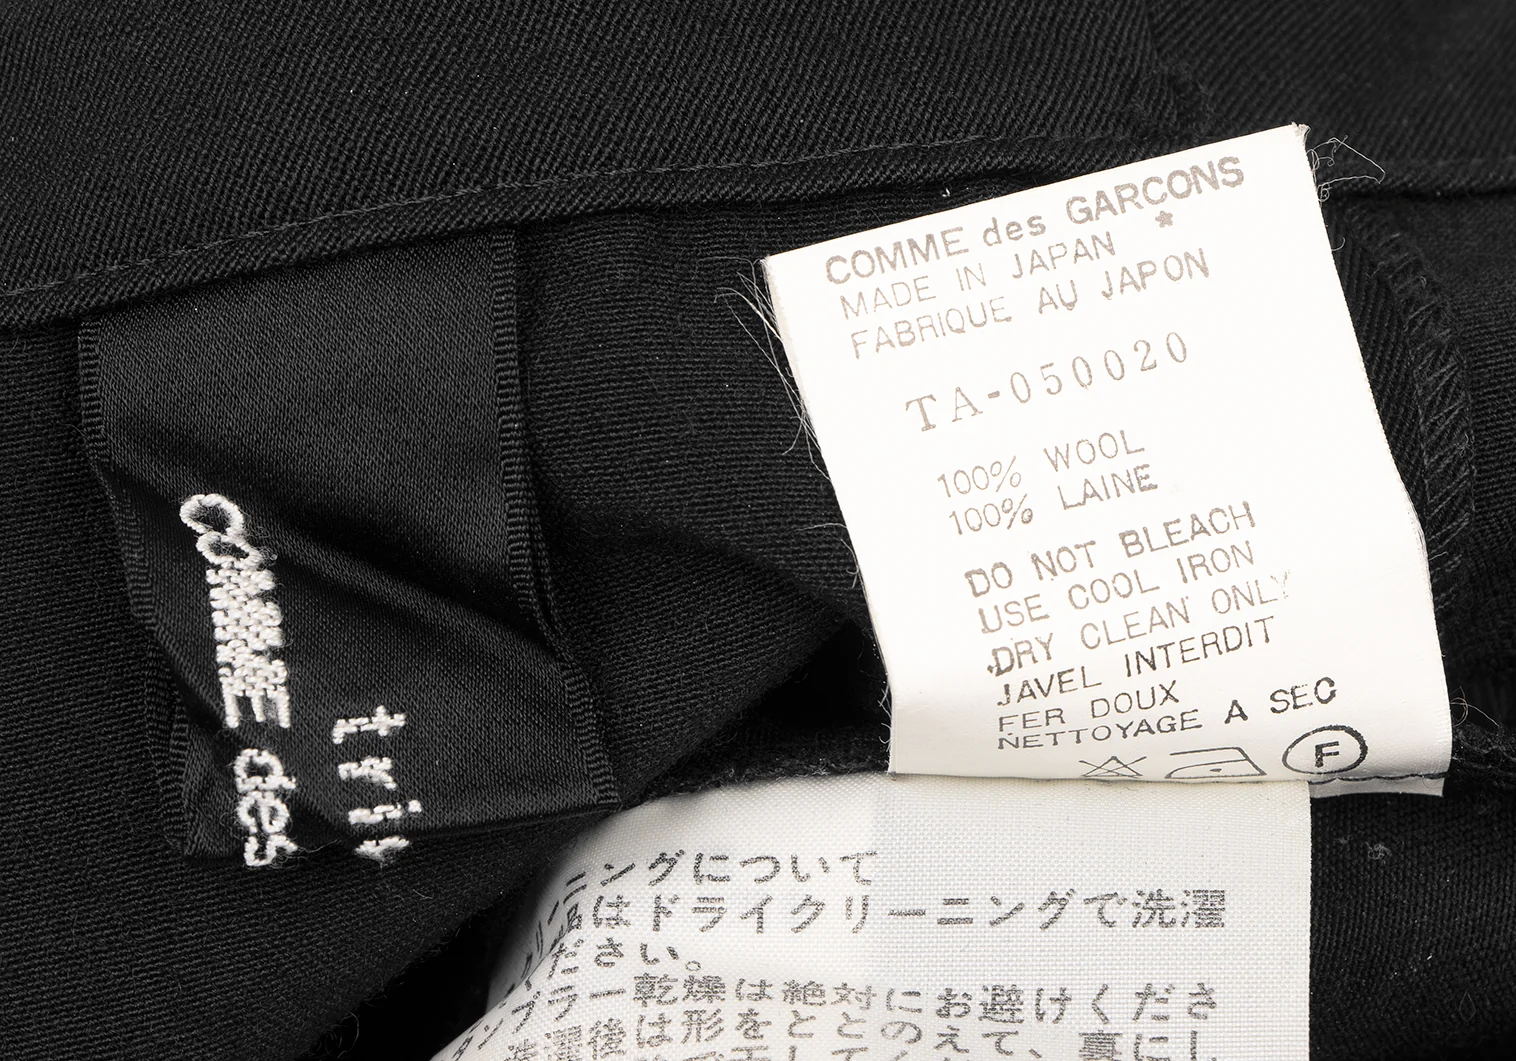 COMME des
tri
COMME des GARCONS
*
MADE IN JAPAN
FABRIQUE AU JAPON
TA-050020
100% WOOL
100% LAINE
DO NOT BLEACH
USE COOL IRON
DRY CLEAN ONLY
JAVEL INTERDIT
FER DOUX
NETTOYAGE A SEC
F
ニングについて
品はドライクリーニングで洗濯
ださい。
ンブラー乾燥は絶対にお避けくださ
洗濯後は形をととのえて、真にし